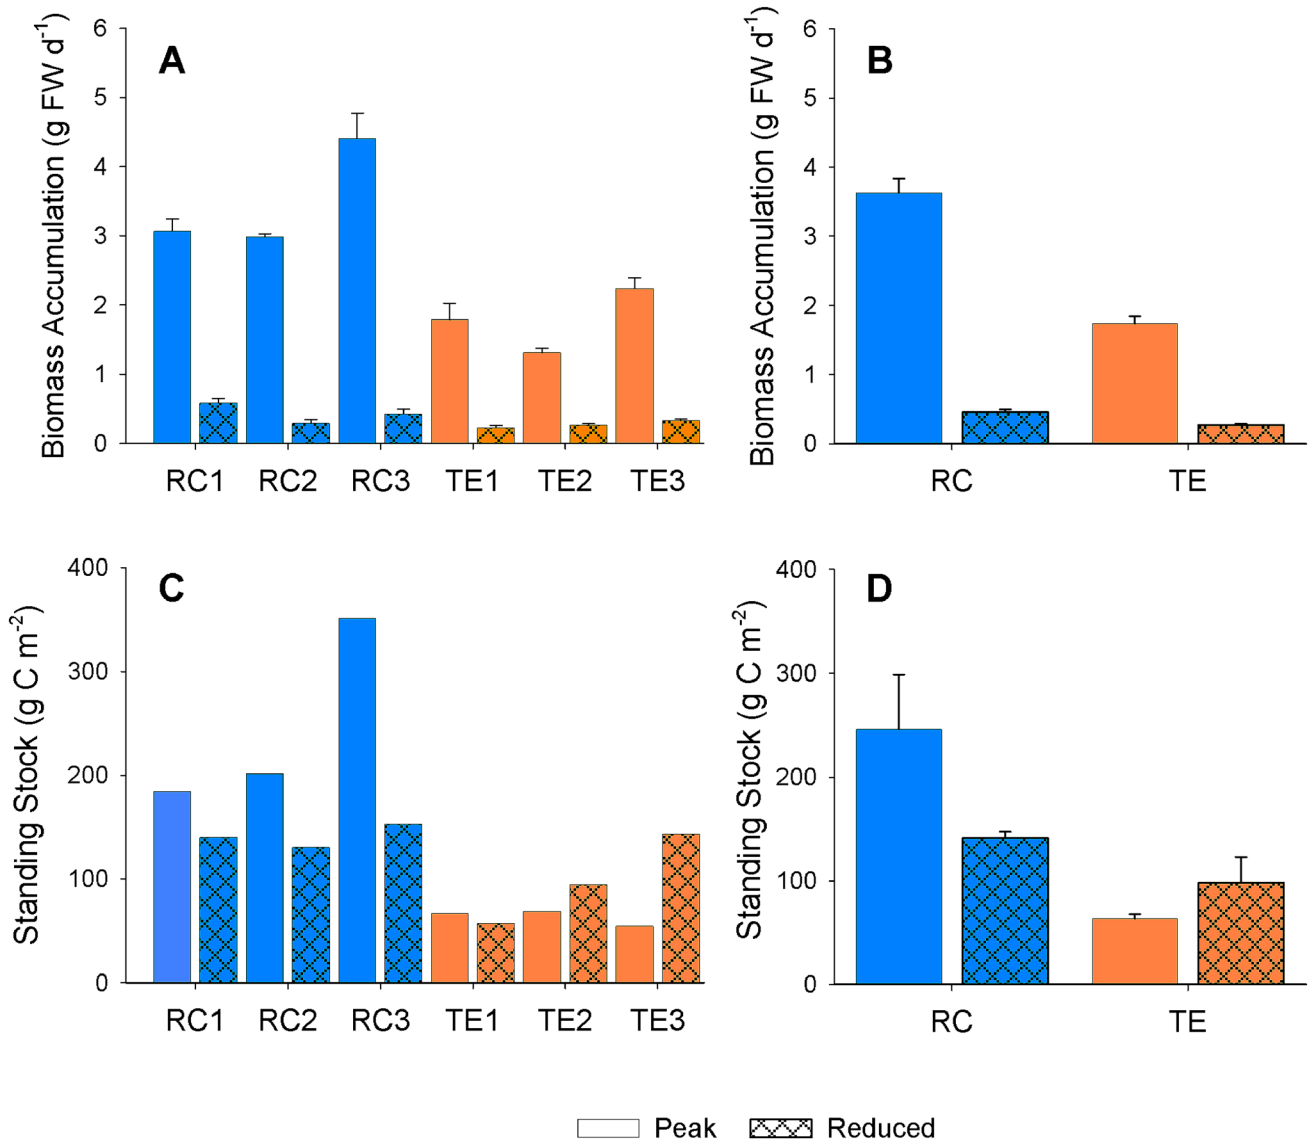 A
Biomass Accumulation (g FW d⁻¹)
6
5
4
3
2
1
0
RC1 RC2 RC3 TE1 TE2 TE3
B
Biomass Accumulation (g FW d⁻¹)
6
5
4
3
2
1
0
RC TE
C
Standing Stock (g C m⁻²)
400
300
200
100
0
RC1 RC2 RC3 TE1 TE2 TE3
D
Standing Stock (g C m⁻²)
400
300
200
100
0
RC TE
Peak Reduced